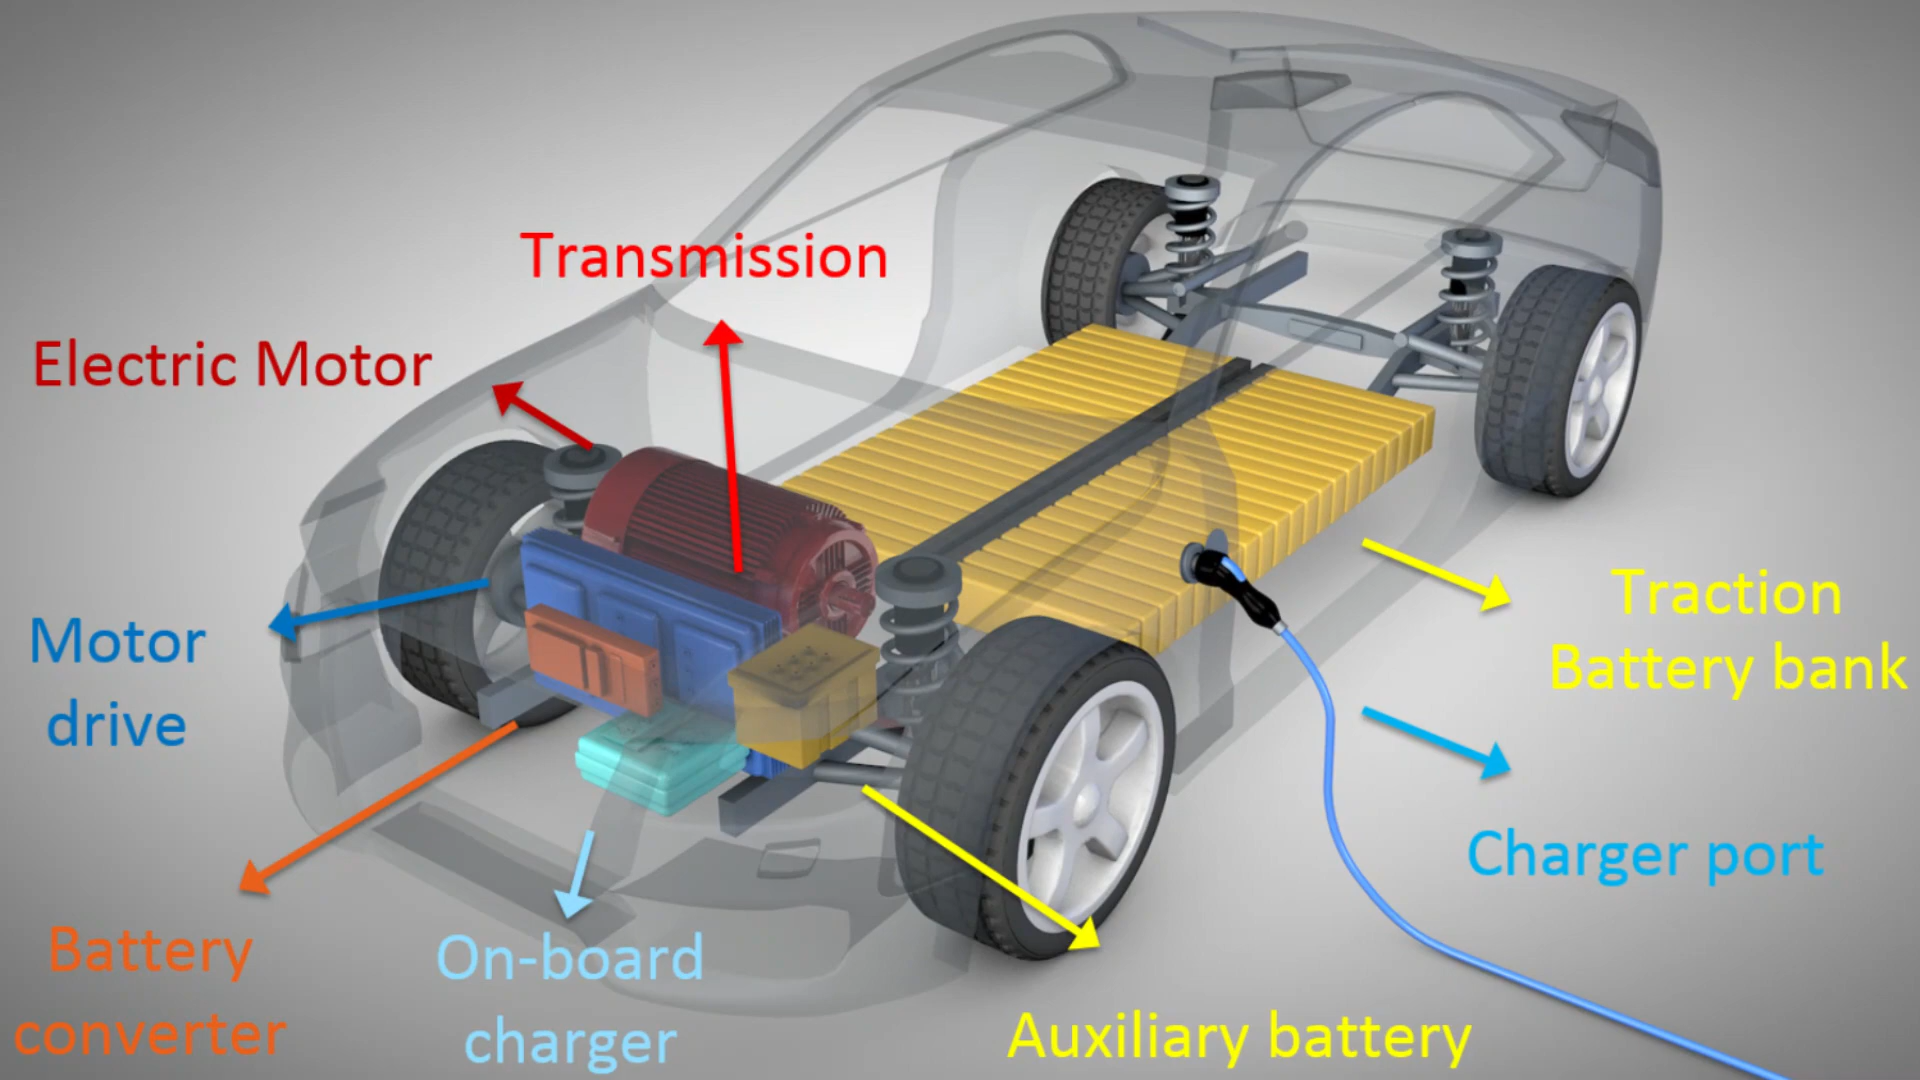 Transmission
Electric Motor
Motor
drive
Traction
Battery bank
Charger port
Battery
converter
On-board
charger
Auxiliary battery